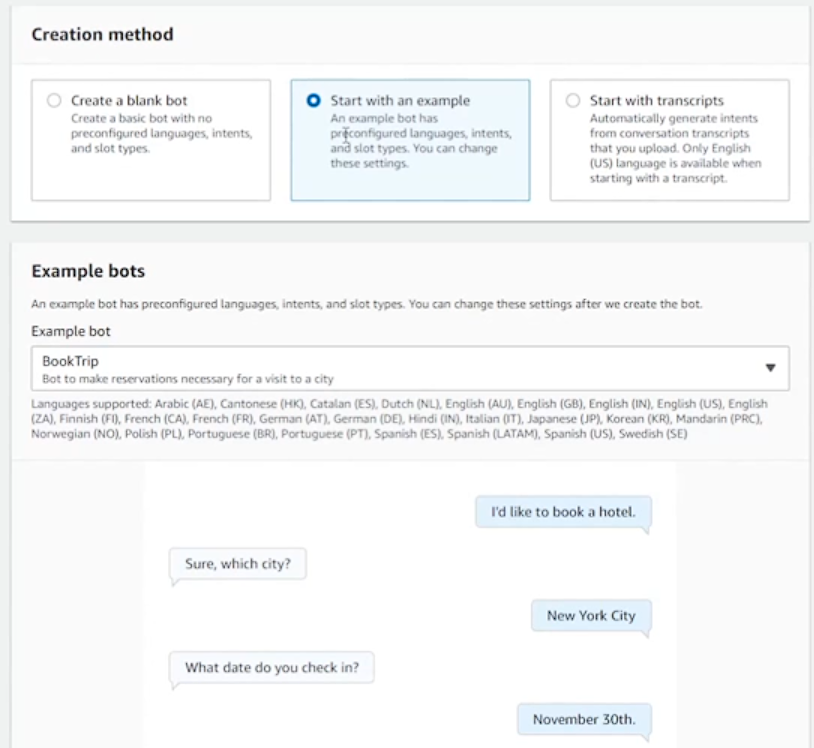 Creation method
Create a blank bot
Create a basic bot with no
preconfigured languages, intents,
and slot types.
Start with an example
An example bot has
preconfigured languages, intents,
and slot types. You can change
these settings.
Start with transcripts
Automatically generate intents
from conversation transcripts
that you upload. Only English
(US) language is available when
starting with a transcript.
Example bots
An example bot has preconfigured languages, intents, and slot types. You can change these settings after we create the bot.
Example bot
BookTrip
Bot to make reservations necessary for a visit to a city
Languages supported: Arabic (AE), Cantonese (HK), Catalan (ES), Dutch (NL), English (AU), English (GB), English (IN), English (US), English
(ZA), Finnish (FI), French (CA), French (FR), German (AT), German (DE), Hindi (IN), Italian (IT), Japanese (JP), Korean (KR), Mandarin (PRC),
Norwegian (NO), Polish (PL), Portuguese (BR), Portuguese (PT), Spanish (ES), Spanish (LATAM), Spanish (US), Swedish (SE)
I'd like to book a hotel.
Sure, which city?
New York City
What date do you check in?
November 30th.